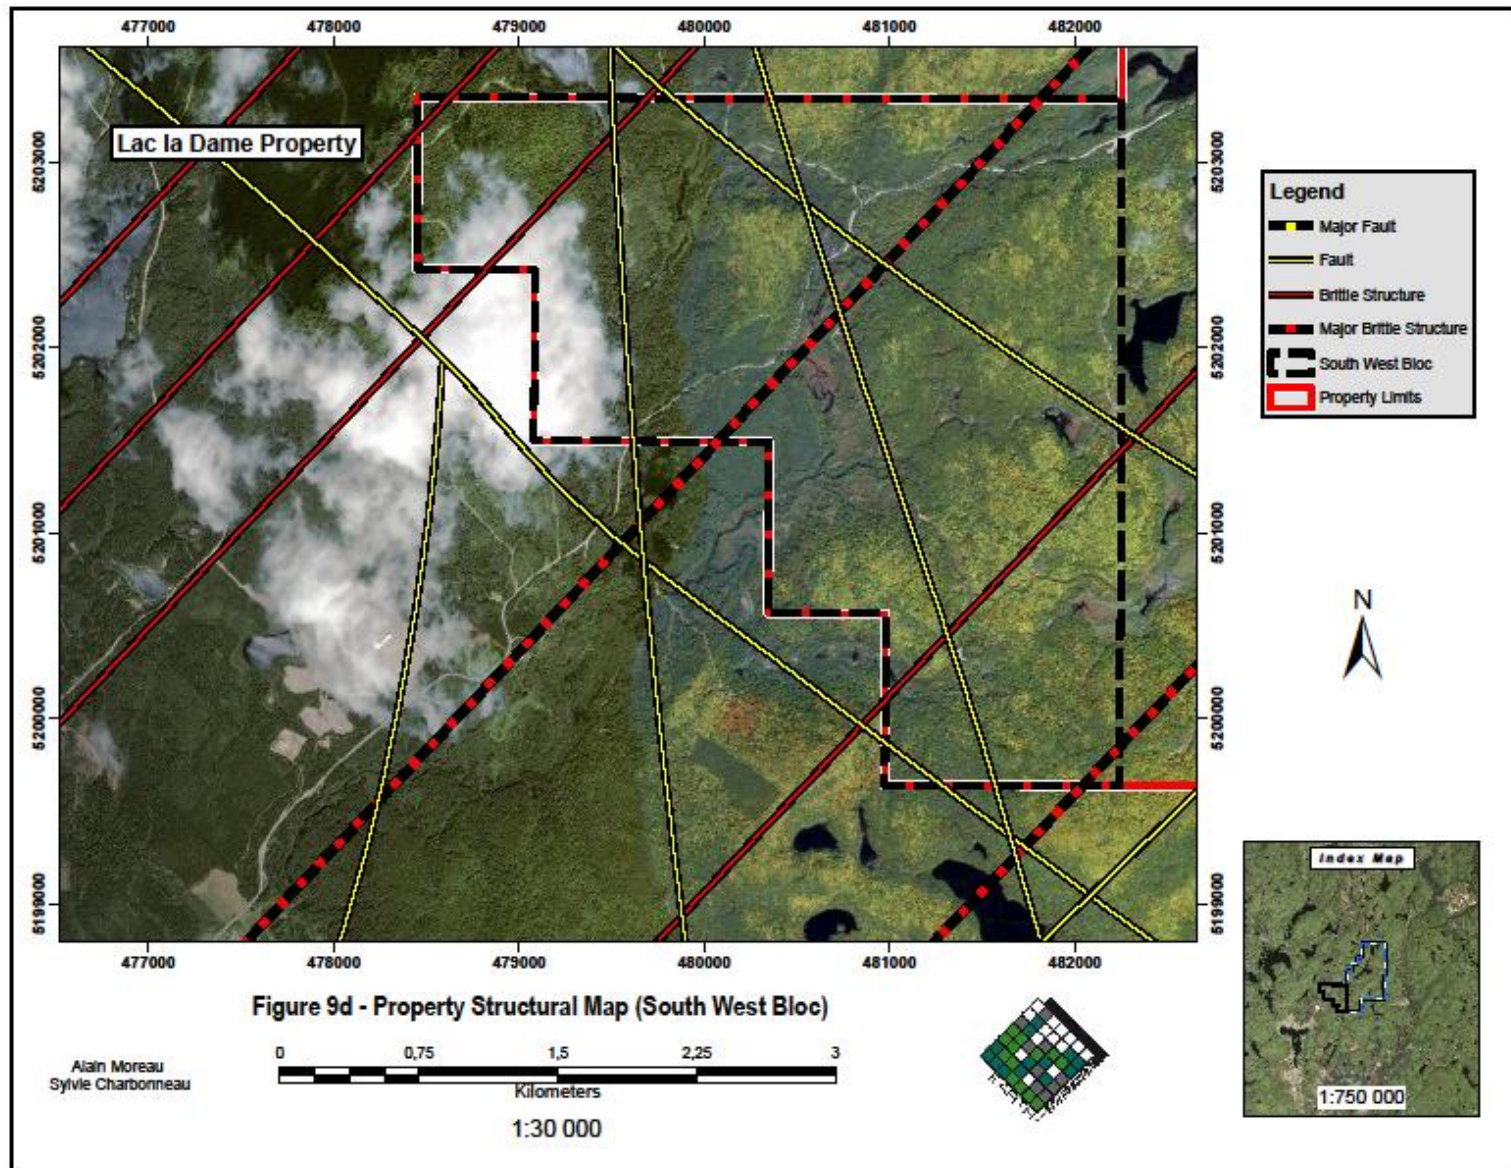 477000 478000 479000 480000 481000 482000
Lac la Dame Property
5203000
5202000
5201000
5200000
5199000
5203000
5202000
5201000
5200000
5199000
477000 478000 479000 480000 481000 482000
Legend
Major Fault
Fault
Brittle Structure
Major Brittle Structure
South West Bloc
Property Limits
N
Index Map
1:750 000
Figure 9d - Property Structural Map (South West Bloc)
Alain Moreau
Sylvie Charbonneau
0 0,75 1,5 2,25 3
Kilometers
1:30 000